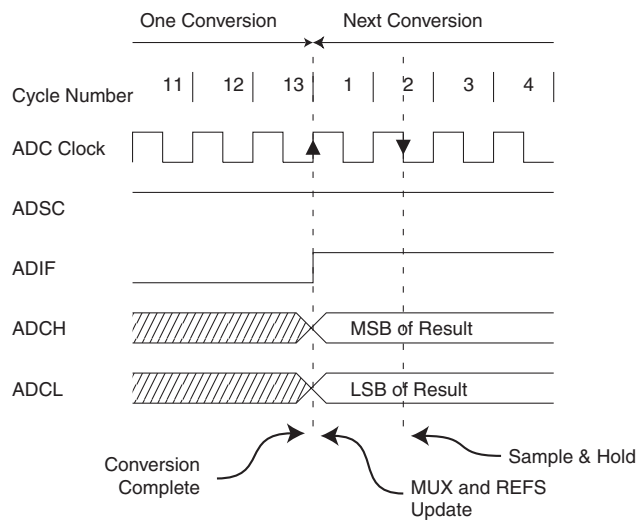 One Conversion Next Conversion
Cycle Number 11 12 13 1 2 3 4
ADC Clock
ADSC
ADIF
ADCH MSB of Result
ADCL LSB of Result
Conversion
Complete
MUX and REFS
Update
Sample & Hold